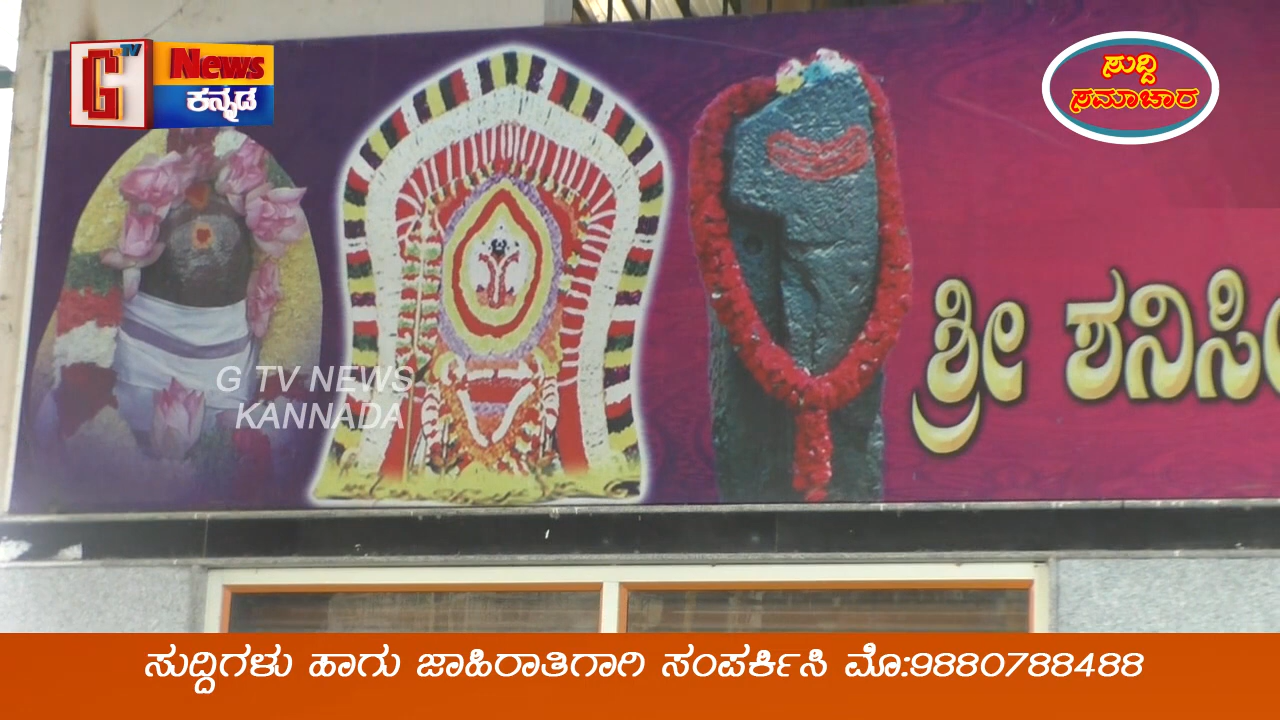 G TV News
ಕನ್ನಡ
ಸುದ್ದಿ
ಸಮಾಚಾರ
ಶ್ರೀ ಶನಿಸಿಂ
G TV NEWS
KANNADA
ಸುದ್ದಿಗಳು ಹಾಗು ಜಾಹಿರಾತಿಗಾಗಿ ಸಂಪರ್ಕಿಸಿ ಮೊ:9880788488